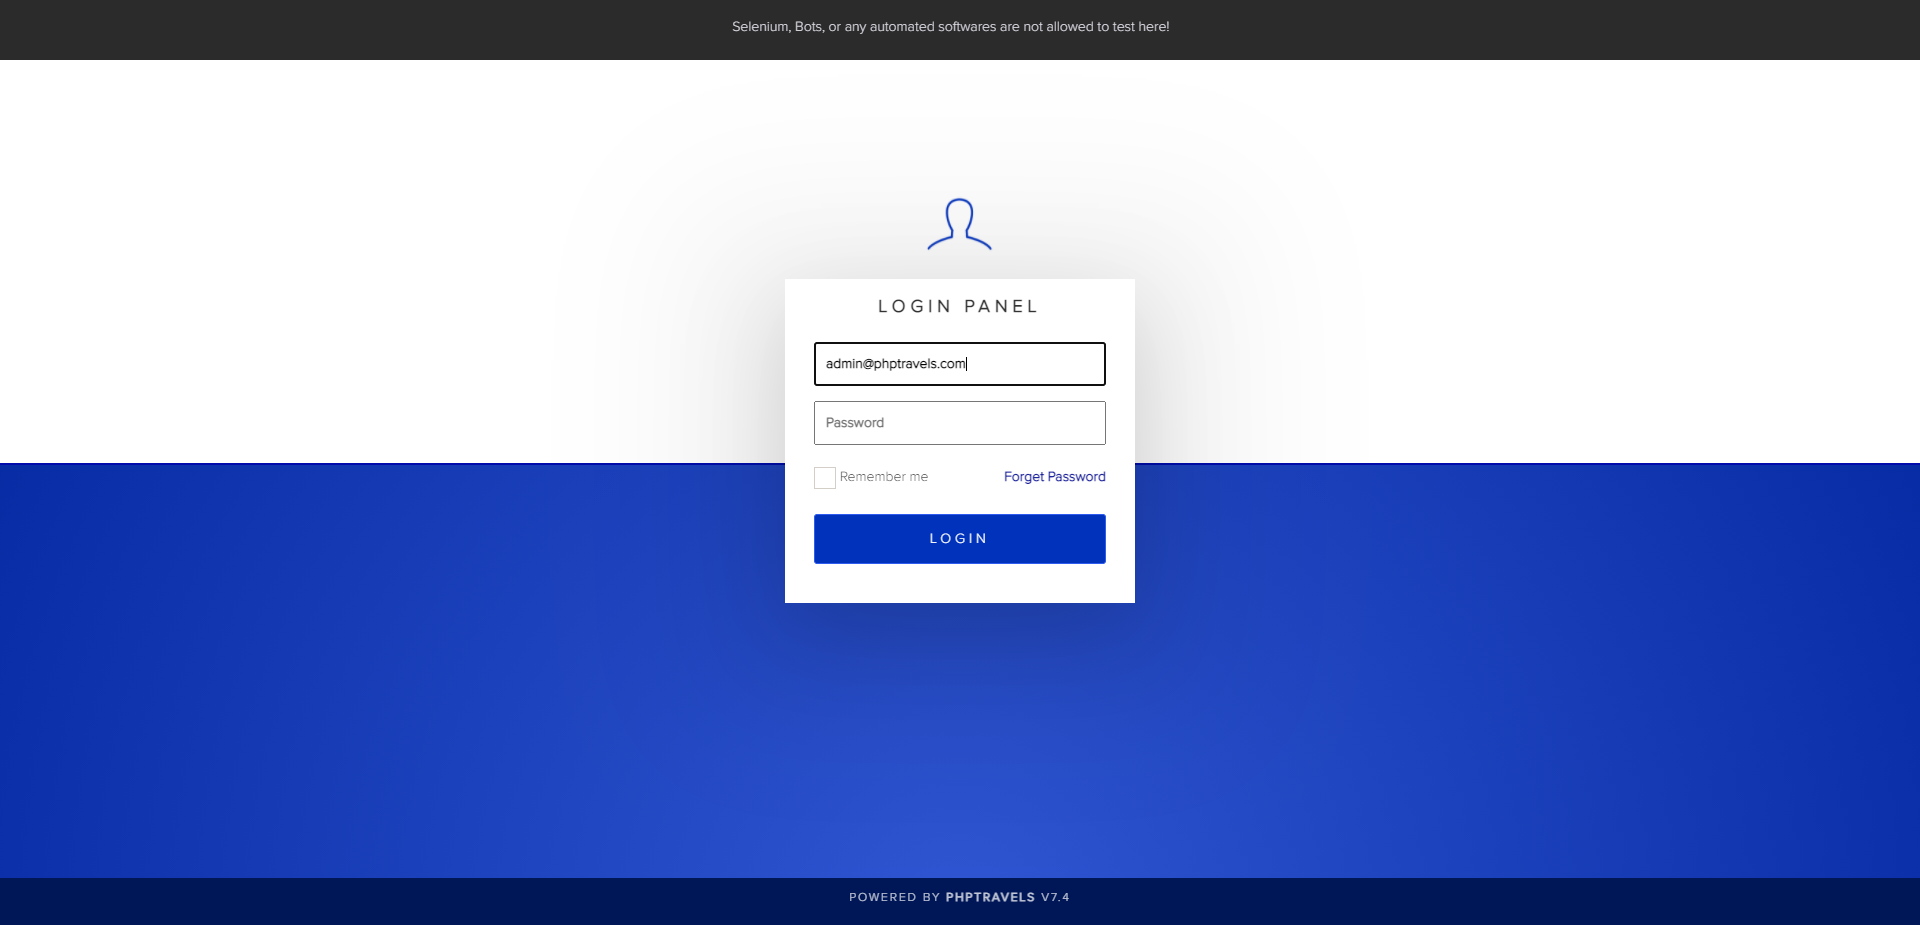 Selenium, Bots, or any automated softwares are not allowed to test here!
LOGIN PANEL
admin@phptravels.com
Password
Remember me Forget Password
LOGIN
POWERED BY PHPTRAVELS V7.4